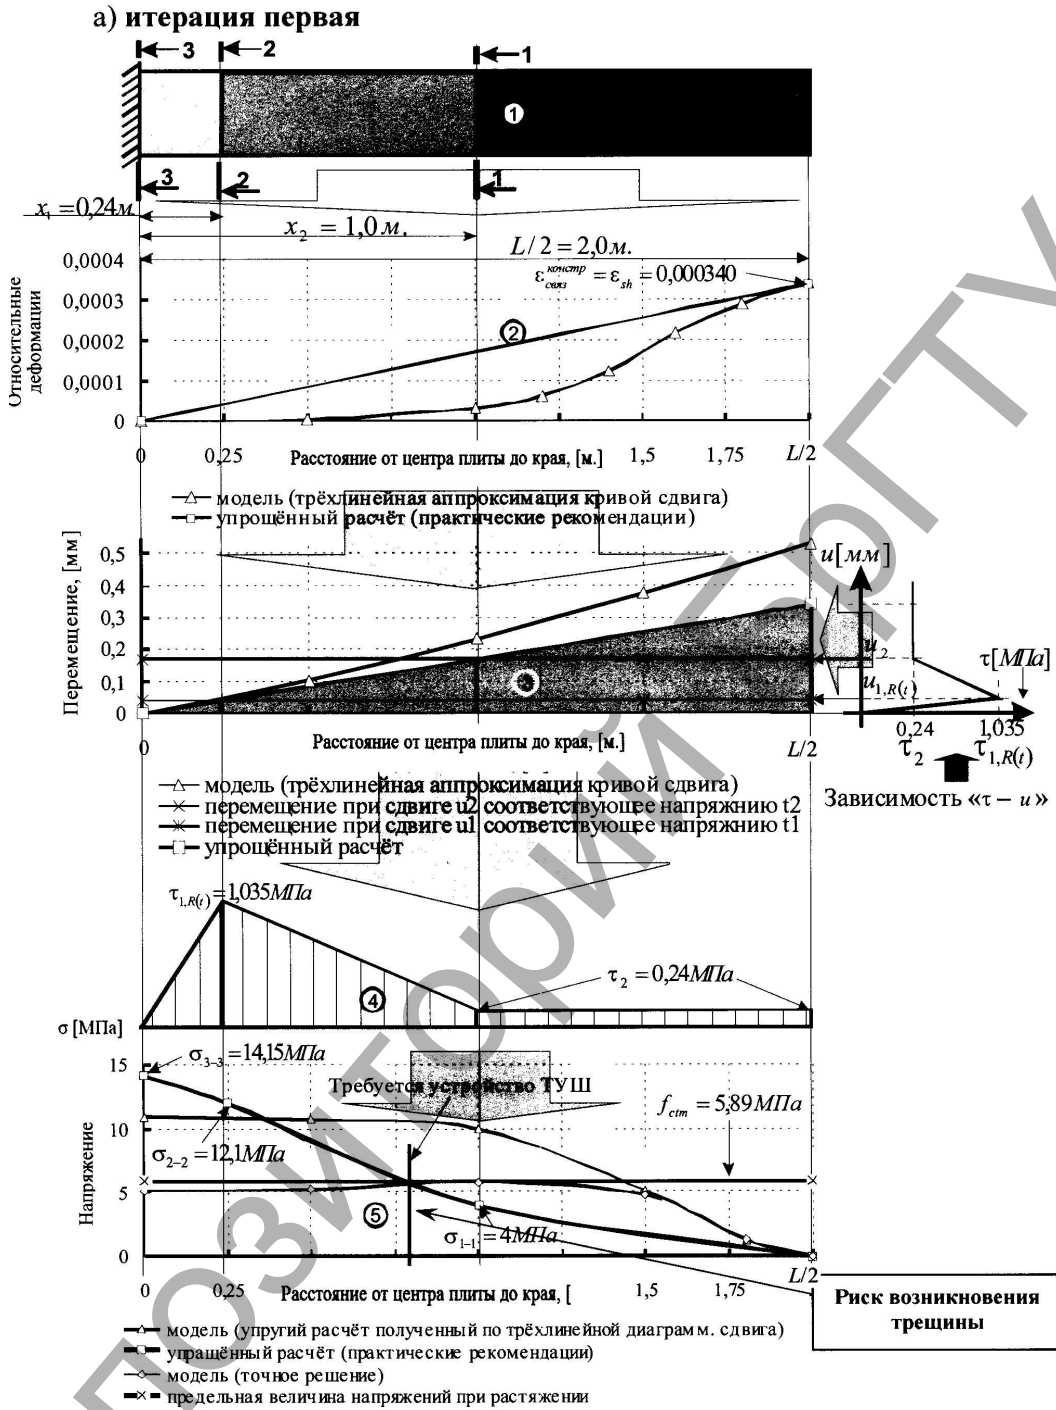 а) итерация первая
3
2
1
1
3
2
1
x₁ = 0,24м.
x₂ = 1,0м.
L/2 = 2,0м.
ε связ констр = ε sh = 0,000340
Относительные деформации
0,0004
0,0003
0,0002
0,0001
0
2
0
0,25
Расстояние от центра плиты до края, [м.]
1,5
1,75
L/2
модель (трёхлинейная аппроксимация кривой сдвига)
упрощённый расчёт (практические рекомендации)
Перемещение, [мм]
0,5
0,4
0,3
0,2
0,1
0
u[мм]
u₂
u1,R(t)
τ[МПа]
0,24
1,035
τ₂
τ1,R(t)
Зависимость «τ – u»
0
Расстояние от центра плиты до края, [м.]
L/2
модель (трёхлинейная аппроксимация кривой сдвига)
перемещение при сдвиге u2 соответствующее напряжнию t2
перемещение при сдвиге u1 соответствующее напряжнию t1
упрощённый расчёт
τ1,R(t) = 1,035МПа
τ₂ = 0,24МПа
4
σ [МПа]
Напряжение
15
10
5
0
σ3–3 = 14,15МПа
Требуется устройство ТУШ
fctm = 5,89МПа
σ2–2 = 12,1МПа
5
σ1–1 = 4МПа
0
0,25
Расстояние от центра плиты до края, [
1,5
1,75
L/2
Риск возникновения
трещины
модель (упругий расчёт полученный по трёхлинейной диаграмм. сдвига)
упращённый расчёт (практические рекомендации)
модель (точное решение)
предельная величина напряжений при растяжении